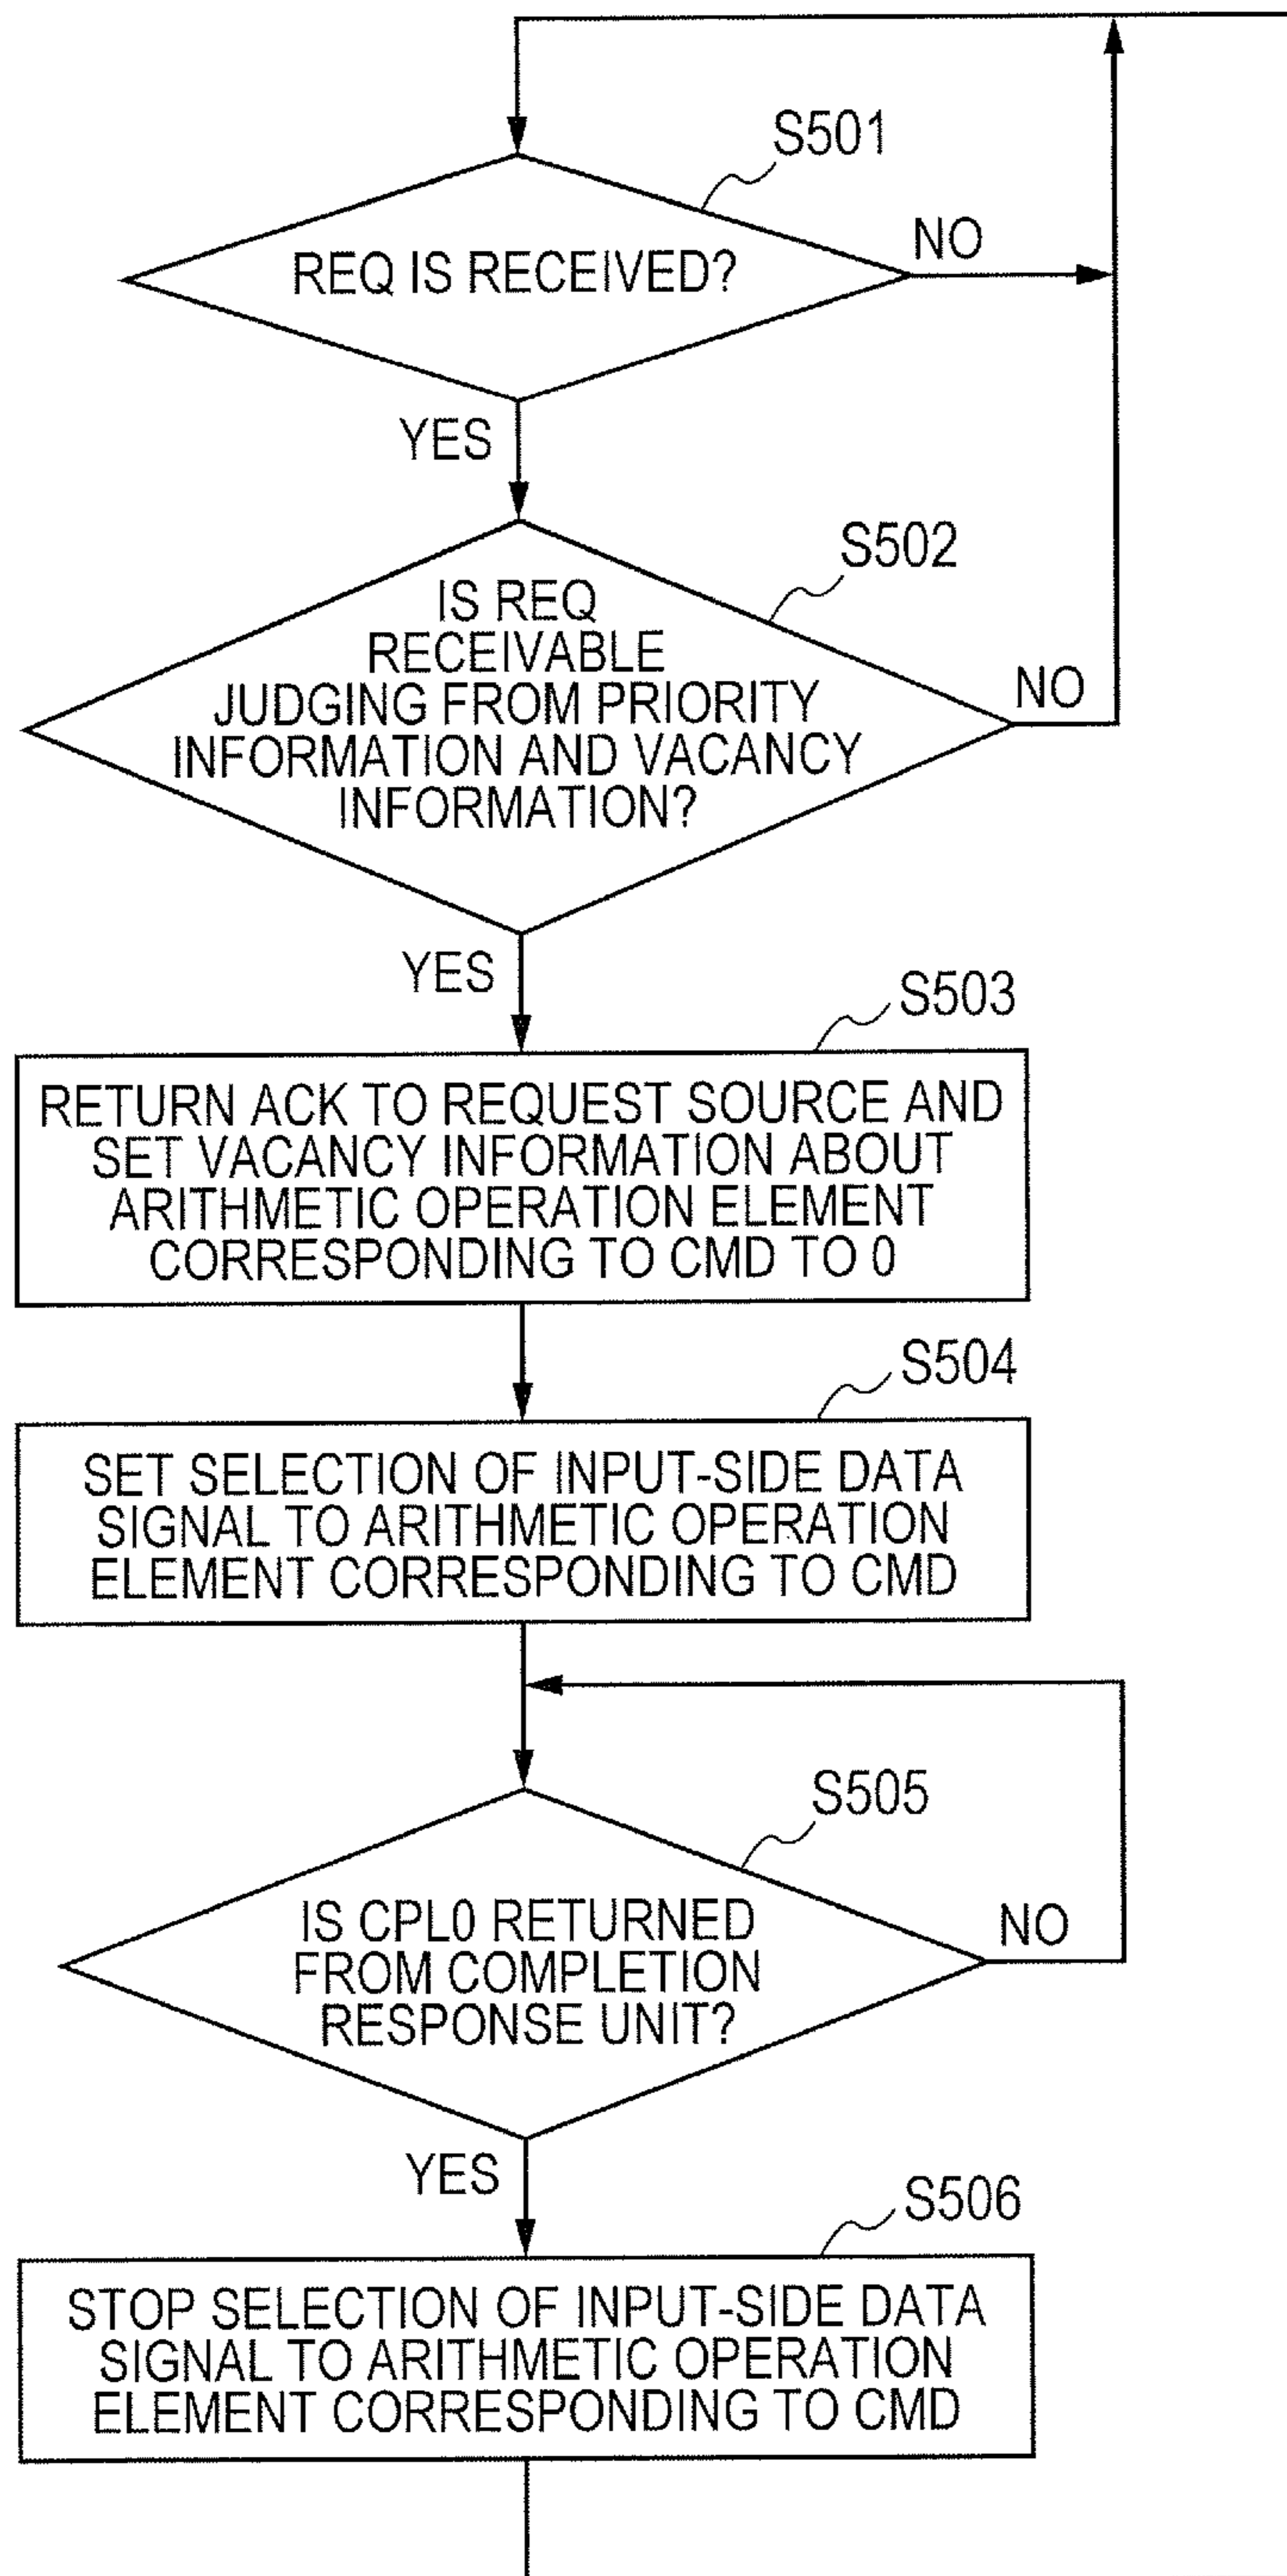 S501
REQ IS RECEIVED?
NO
YES
S502
IS REQ
RECEIVABLE
JUDGING FROM PRIORITY
INFORMATION AND VACANCY
INFORMATION?
NO
YES
S503
RETURN ACK TO REQUEST SOURCE AND
SET VACANCY INFORMATION ABOUT
ARITHMETIC OPERATION ELEMENT
CORRESPONDING TO CMD TO 0
S504
SET SELECTION OF INPUT-SIDE DATA
SIGNAL TO ARITHMETIC OPERATION
ELEMENT CORRESPONDING TO CMD
S505
IS CPL0 RETURNED
FROM COMPLETION
RESPONSE UNIT?
NO
YES
S506
STOP SELECTION OF INPUT-SIDE DATA
SIGNAL TO ARITHMETIC OPERATION
ELEMENT CORRESPONDING TO CMD